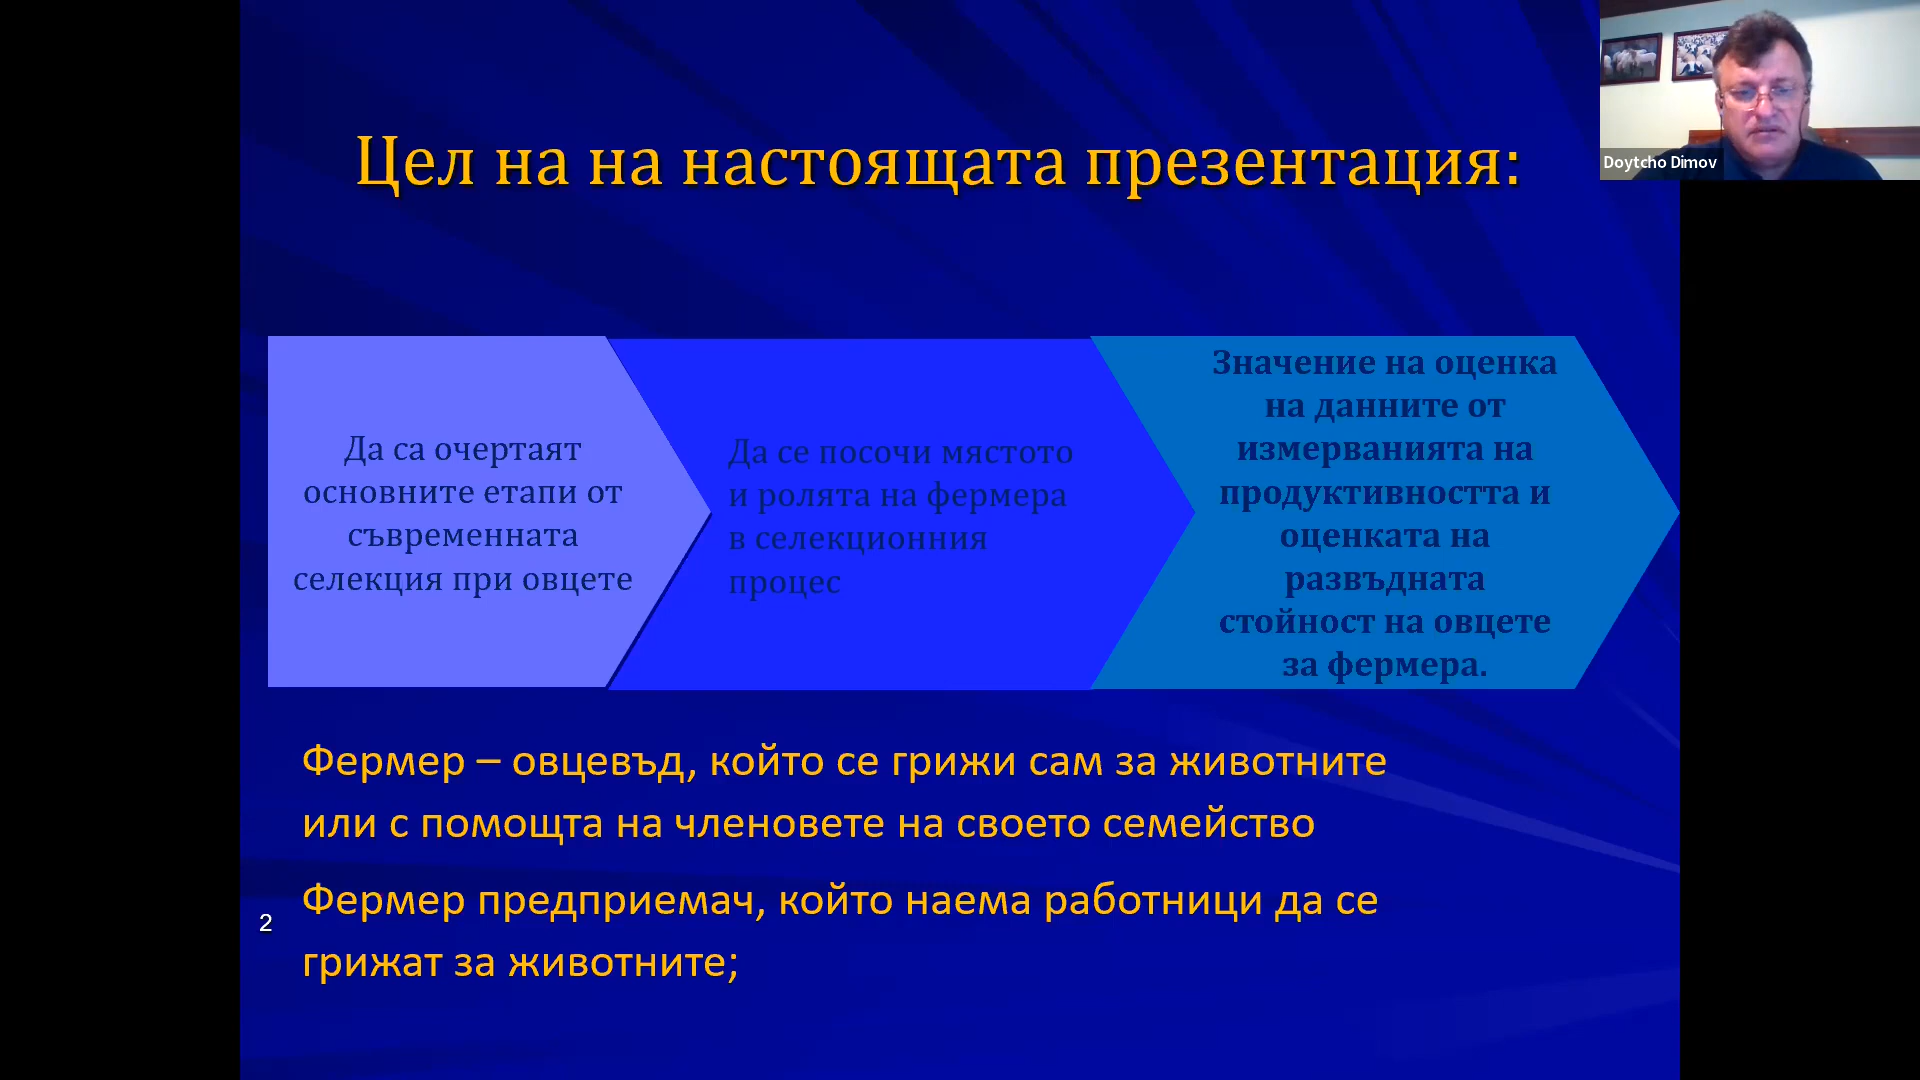 Цел на на настоящата презентация:
Doytcho Dimov
Да са очертаят
основните етапи от
съвременната
селекция при овцете
Да се посочи мястото
и ролята на фермера
в селекционния
процес
Значение на оценка
на данните от
измерванията на
продуктивността и
оценката на
развъдната
стойност на овцете
за фермера.
Фермер – овцевъд, който се грижи сам за животните
или с помощта на членовете на своето семейство
Фермер предприемач, който наема работници да се
грижат за животните;
2